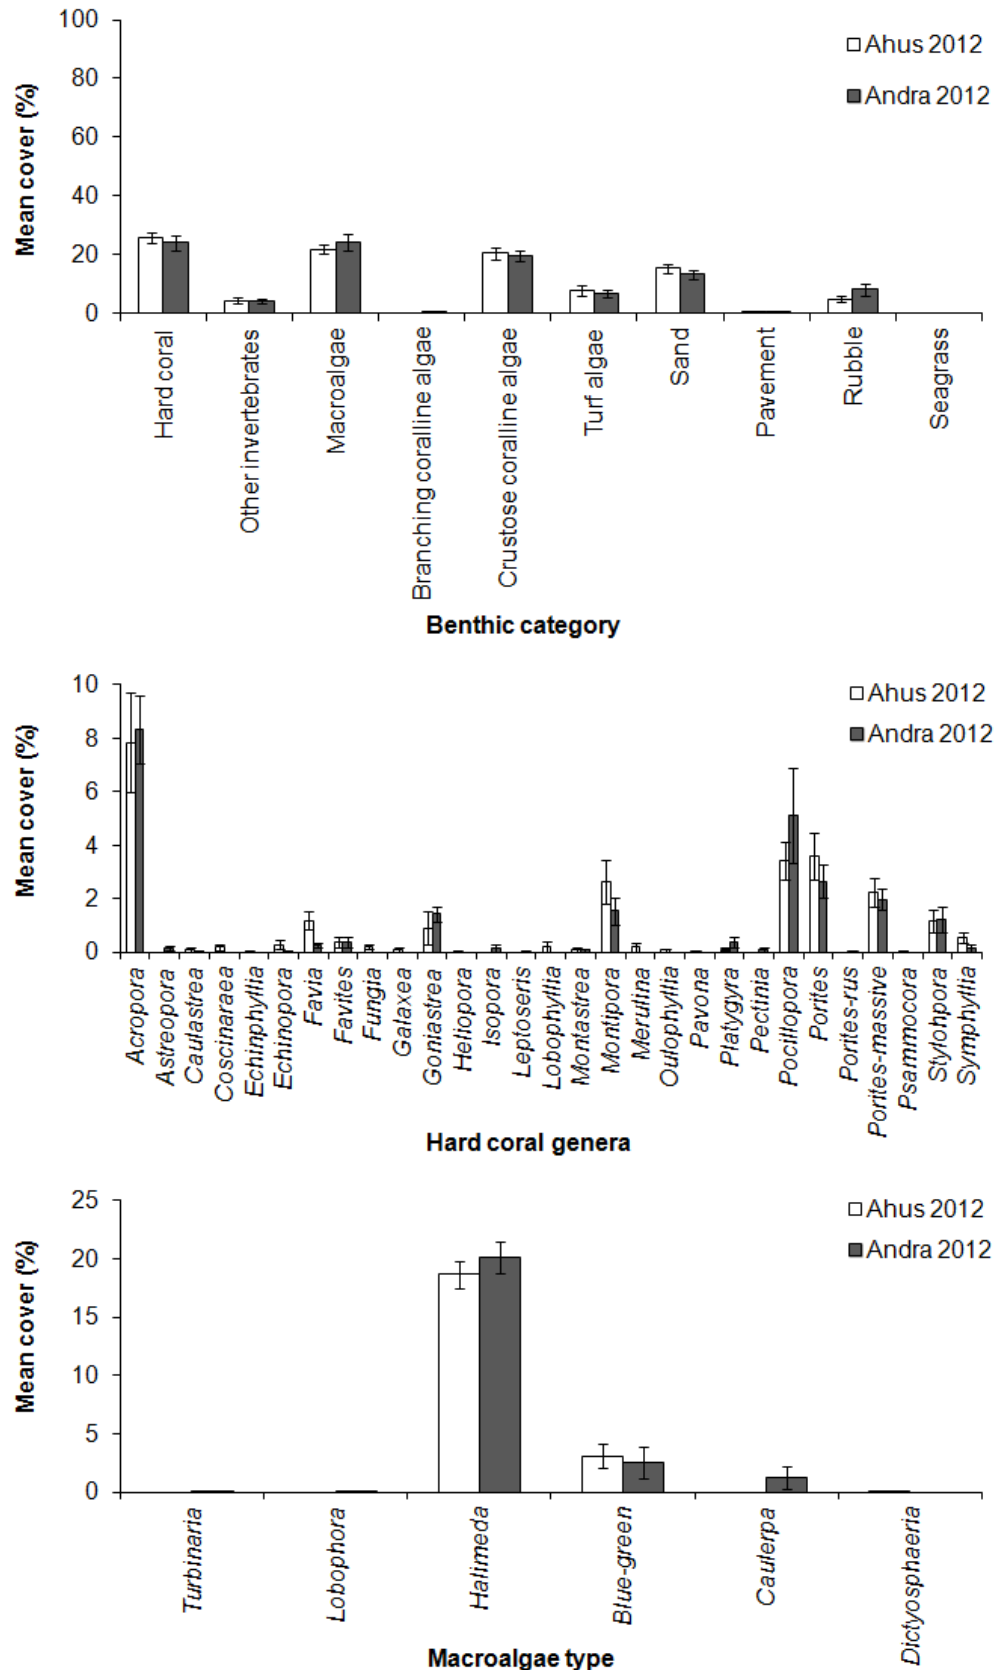 100
80
60
40
20
0
Mean cover (%)
Ahus 2012
Andra 2012
Hard coral
Other invertebrates
Macroalgae
Branching coralline algae
Crustose coralline algae
Turf algae
Sand
Pavement
Rubble
Seagrass
Benthic category
10
8
6
4
2
0
Mean cover (%)
Ahus 2012
Andra 2012
Acropora
Astreopora
Caulastrea
Coscinaraea
Echinphyllia
Echinopora
Favia
Favites
Fungia
Galaxea
Goniastrea
Heliopora
Isopora
Leptoseris
Lobophyllia
Montastrea
Montipora
Merulina
Oulophyllia
Pavona
Platygyra
Pectinia
Pocillopora
Porites
Porites-rus
Porites-massive
Psammocora
Stylohpora
Symphyllia
Hard coral genera
25
20
15
10
5
0
Mean cover (%)
Ahus 2012
Andra 2012
Turbinaria
Lobophora
Halimeda
Blue-green
Caulerpa
Dictyosphaeria
Macroalgae type